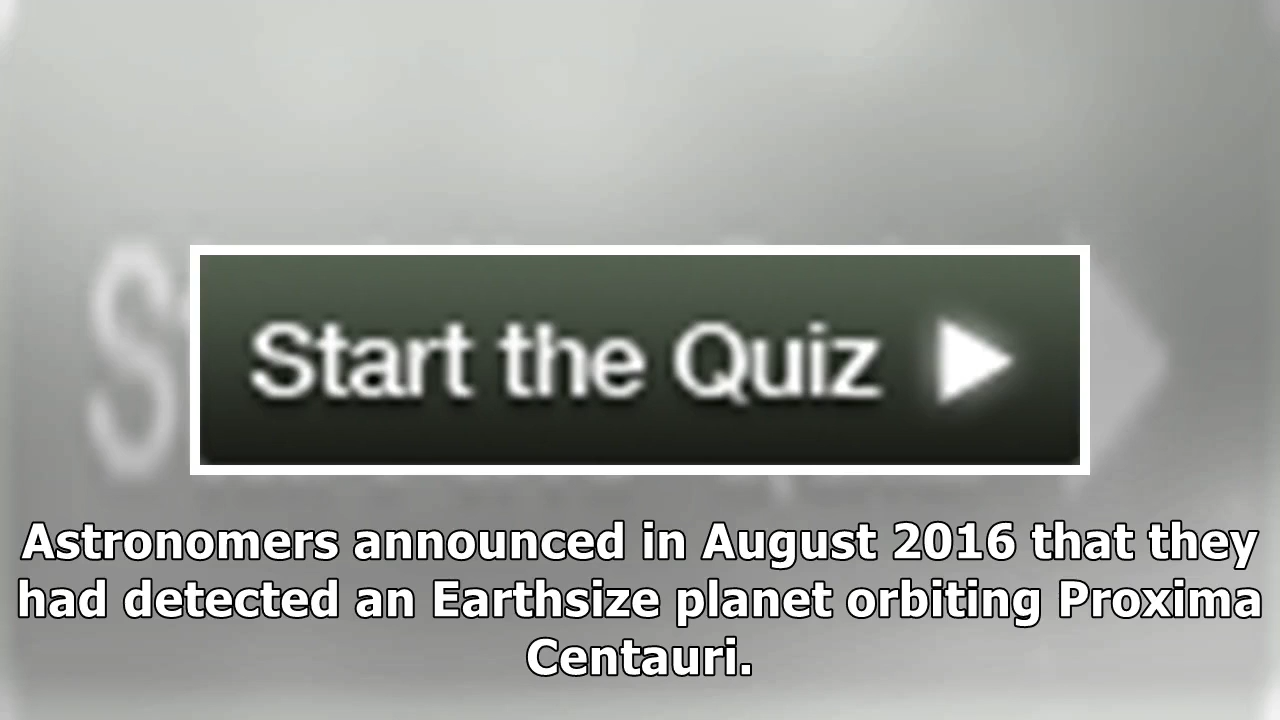 Start the Quiz
Astronomers announced in August 2016 that they
had detected an Earthsize planet orbiting Proxima
Centauri.